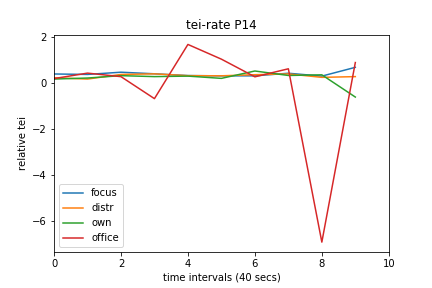 tei-rate P14
2
0
−2
−4
−6
relative tei
focus
distr
own
office
0 2 4 6 8 10
time intervals (40 secs)